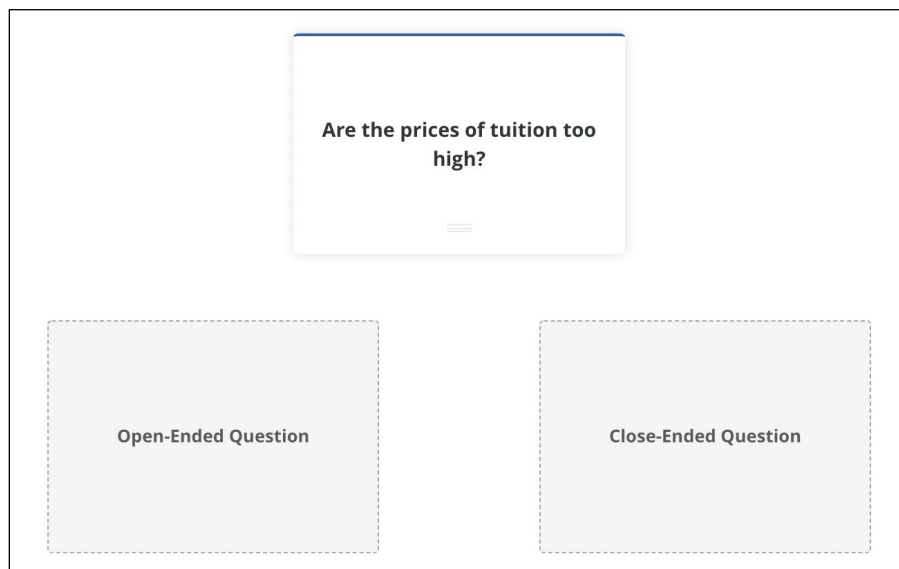 Are the prices of tuition too
high?
Open-Ended Question
Close-Ended Question